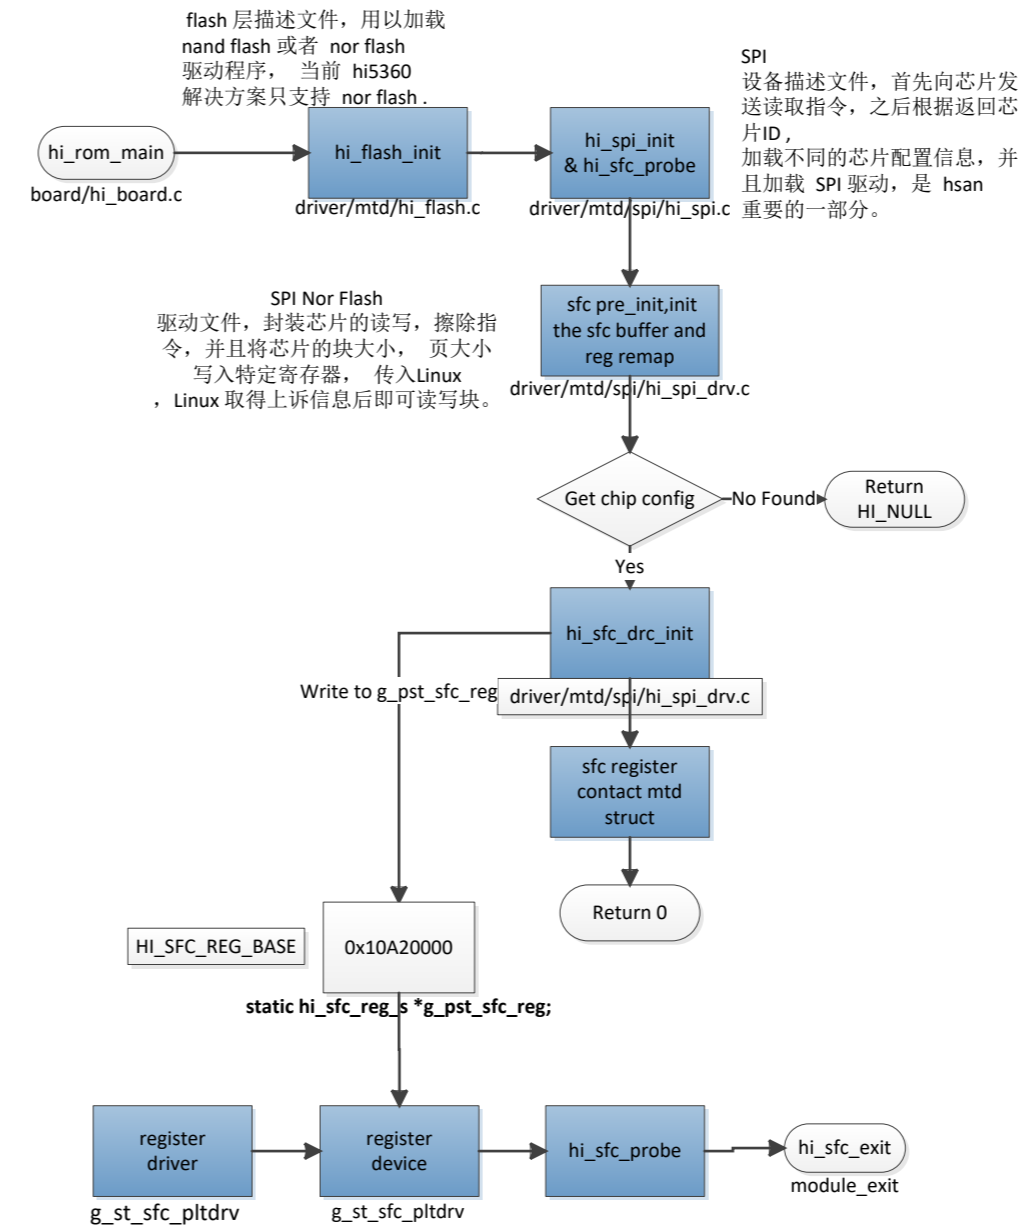 flash 层描述文件，用以加载
nand flash 或者 nor flash
驱动程序， 当前 hi5360
解决方案只支持 nor flash .
SPI
设备描述文件，首先向芯片发
送读取指令，之后根据返回芯
片ID ,
加载不同的芯片配置信息，并
且加载 SPI 驱动，是 hsan
重要的一部分。
hi_rom_main
board/hi_board.c
hi_flash_init
driver/mtd/hi_flash.c
hi_spi_init
& hi_sfc_probe
driver/mtd/spi/hi_spi.c
SPI Nor Flash
驱动文件，封装芯片的读写，擦除指
令，并且将芯片的块大小， 页大小
写入特定寄存器， 传入Linux
，Linux 取得上诉信息后即可读写块。
sfc pre_init,init
the sfc buffer and
reg remap
driver/mtd/spi/hi_spi_drv.c
Get chip config
No Found
Return
HI_NULL
Yes
hi_sfc_drc_init
Write to g_pst_sfc_reg
driver/mtd/spi/hi_spi_drv.c
sfc register
contact mtd
struct
Return 0
HI_SFC_REG_BASE
0x10A20000
static hi_sfc_reg_s *g_pst_sfc_reg;
register
driver
g_st_sfc_pltdrv
register
device
g_st_sfc_pltdrv
hi_sfc_probe
hi_sfc_exit
module_exit